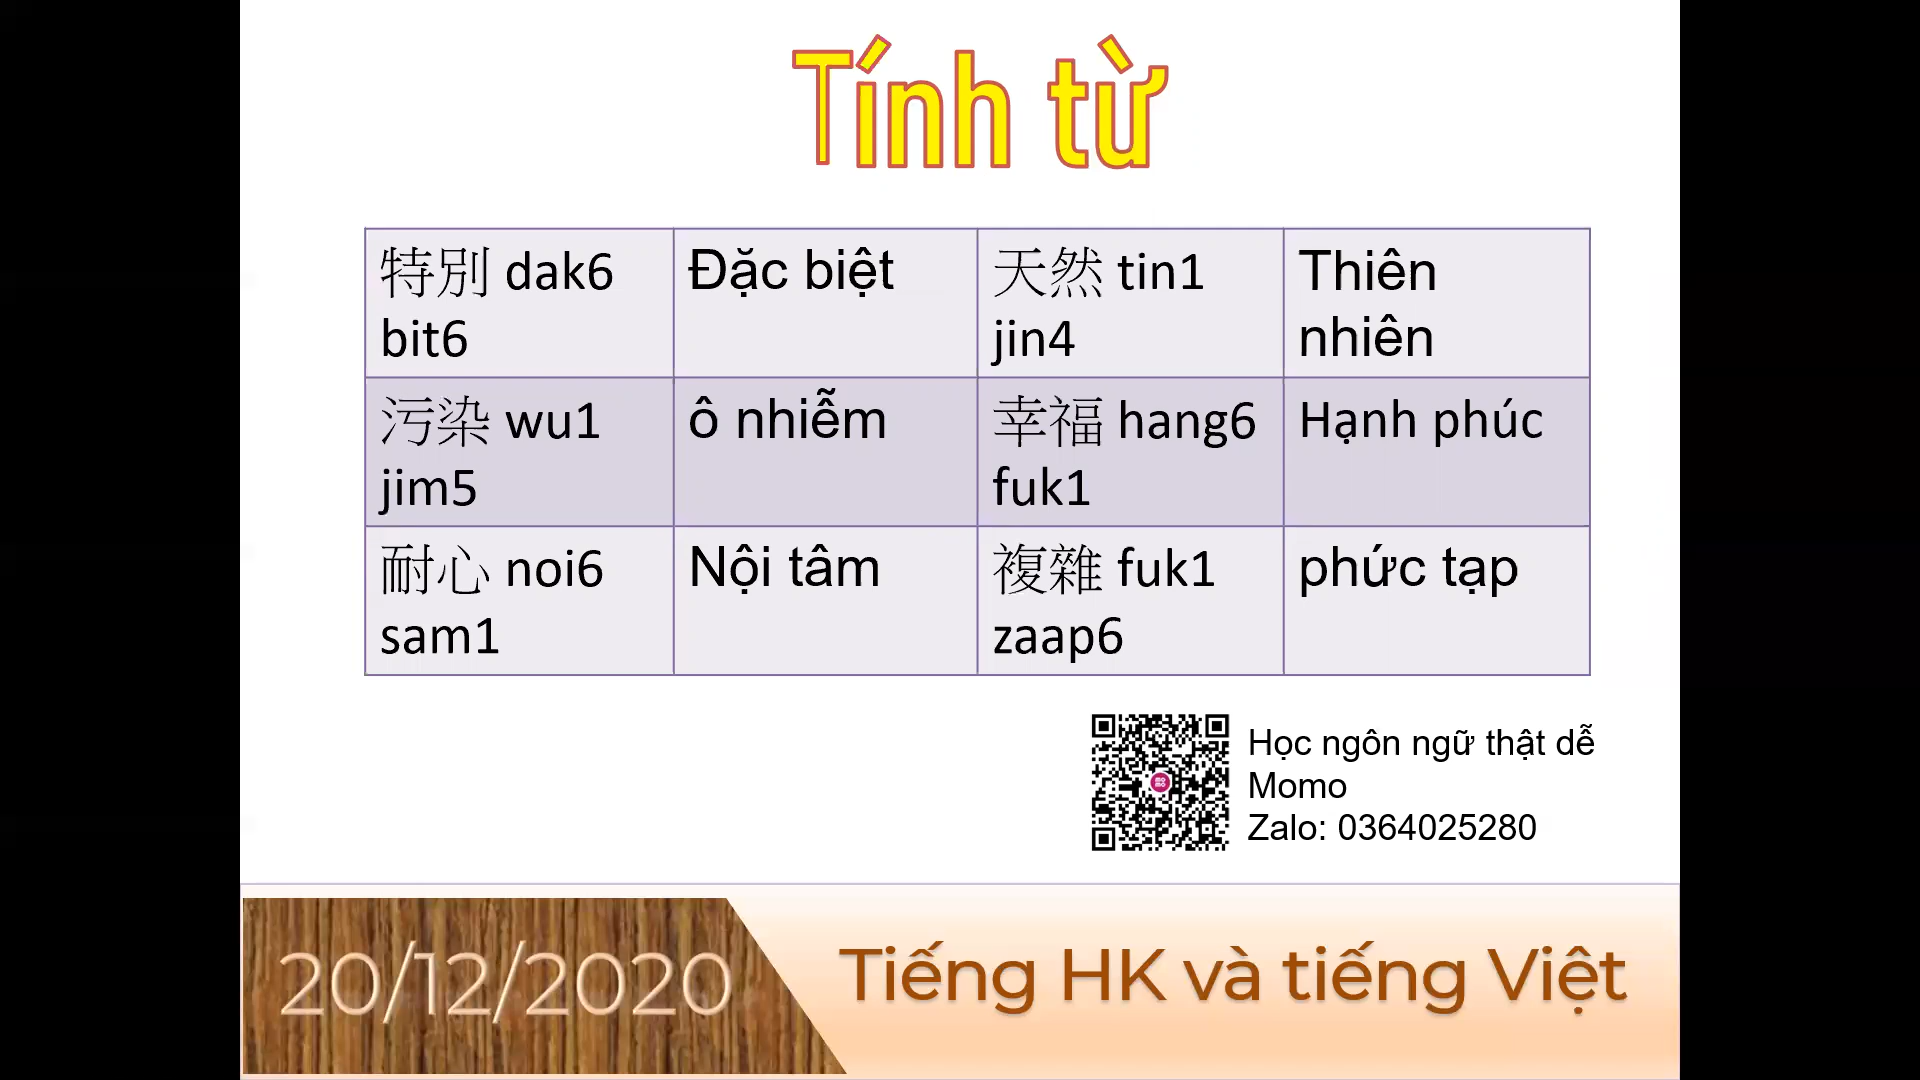 Tính từ
特別 dak6
bit6
Đặc biệt
天然 tin1
jin4
Thiên
nhiên
污染 wu1
jim5
ô nhiễm
幸福 hang6
fuk1
Hạnh phúc
耐心 noi6
sam1
Nội tâm
複雜 fuk1
zaap6
phức tạp
Học ngôn ngữ thật dễ
Momo
Zalo: 0364025280
20/12/2020
Tiếng HK và tiếng Việt